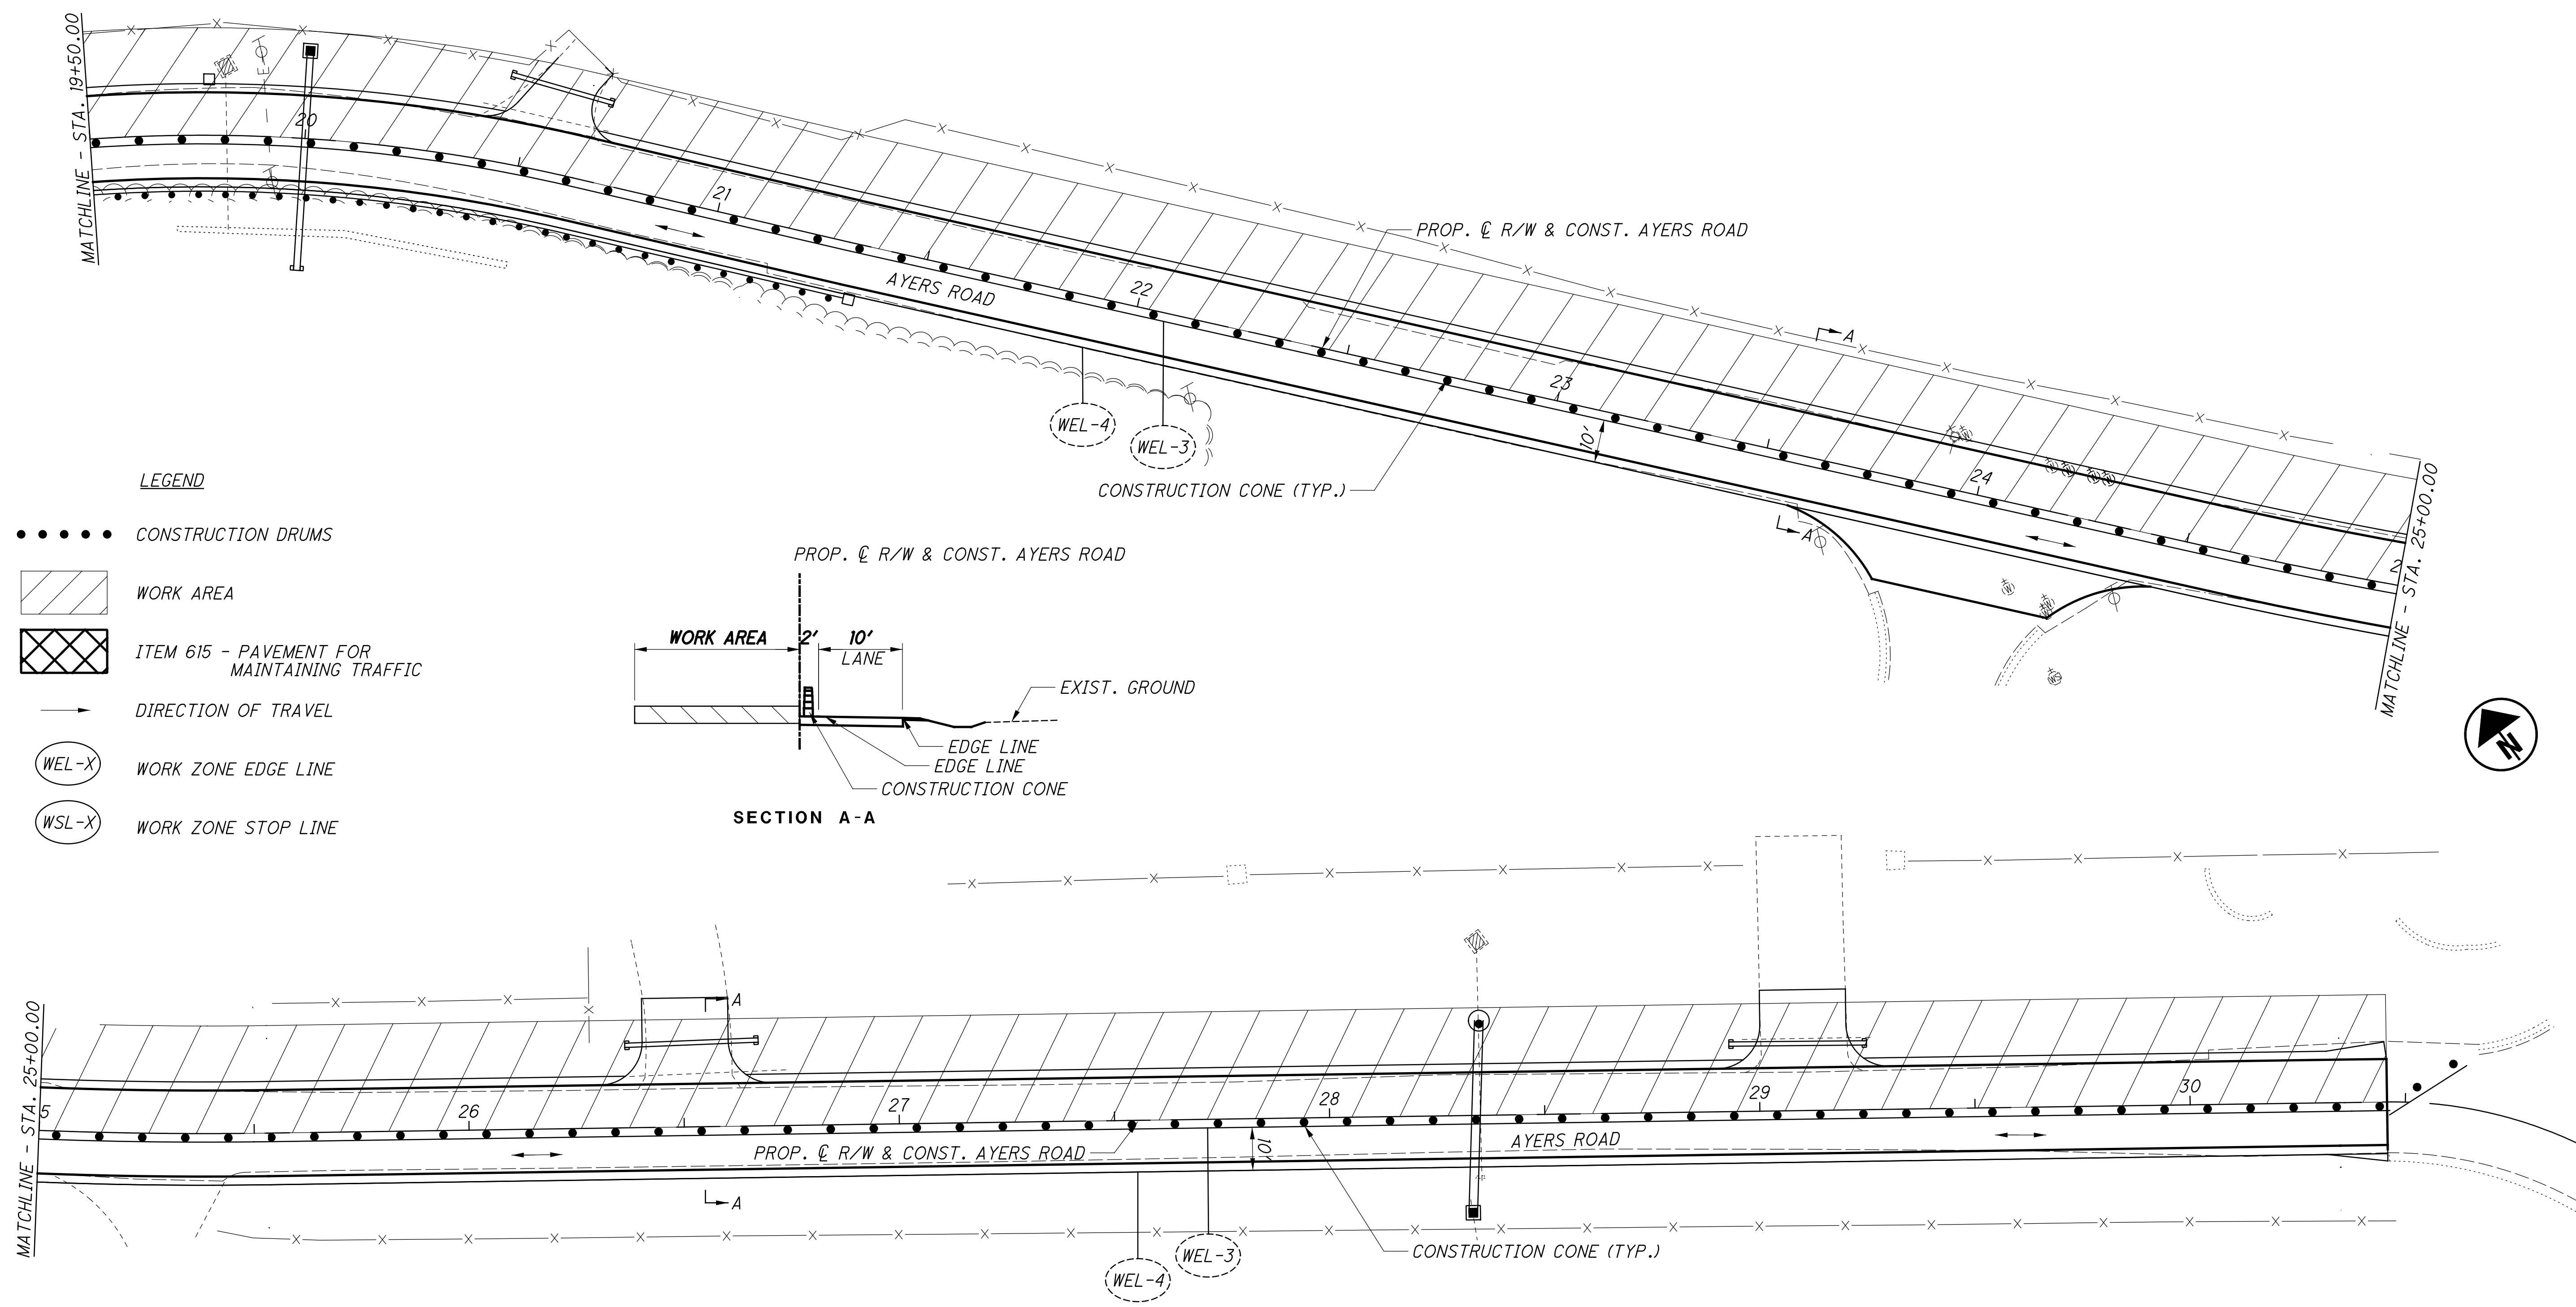 MATCHLINE - STA. 19+50.00
E
20
21
22
23
24
2
AYERS ROAD
PROP. ℄ R/W & CONST. AYERS ROAD
A
A
10'
WEL-4
WEL-3
CONSTRUCTION CONE (TYP.)
W
WS
MATCHLINE - STA. 25+00.00
LEGEND
CONSTRUCTION DRUMS
WORK AREA
ITEM 615 - PAVEMENT FOR
MAINTAINING TRAFFIC
DIRECTION OF TRAVEL
WEL-X
WORK ZONE EDGE LINE
WSL-X
WORK ZONE STOP LINE
PROP. ℄ R/W & CONST. AYERS ROAD
WORK AREA
2'
10'
LANE
EXIST. GROUND
EDGE LINE
EDGE LINE
CONSTRUCTION CONE
SECTION A-A
N
MATCHLINE - STA. 25+00.00
5
26
27
28
29
30
A
A
PROP. ℄ R/W & CONST. AYERS ROAD
10'
AYERS ROAD
WEL-4
WEL-3
CONSTRUCTION CONE (TYP.)